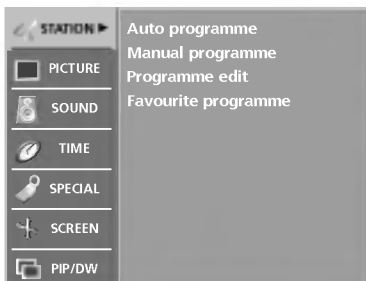 STATION
PICTURE
SOUND
TIME
SPECIAL
SCREEN
PIP/DW
Auto programme
Manual programme
Programme edit
Favourite programme